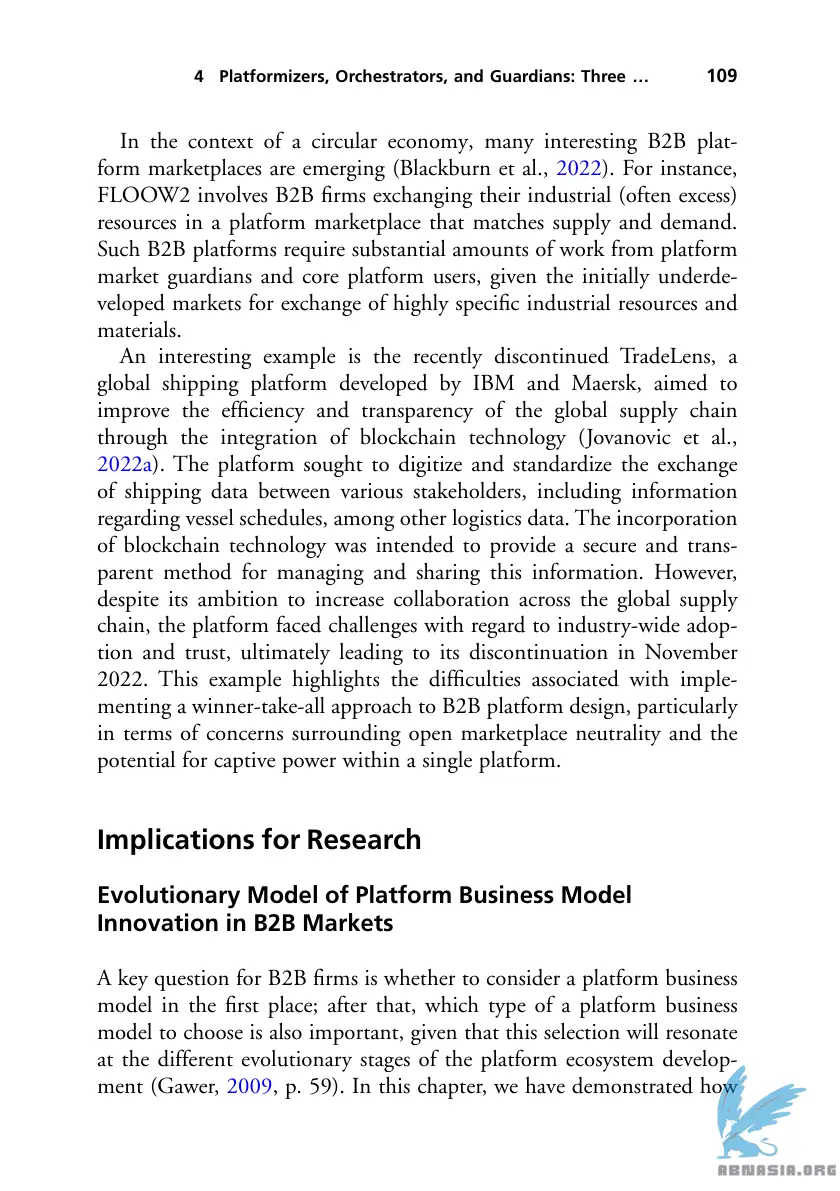 4 Platformizers, Orchestrators, and Guardians: Three … 109
In the context of a circular economy, many interesting B2B plat-
form marketplaces are emerging (Blackburn et al., 2022). For instance,
FLOOW2 involves B2B firms exchanging their industrial (often excess)
resources in a platform marketplace that matches supply and demand.
Such B2B platforms require substantial amounts of work from platform
market guardians and core platform users, given the initially underde-
veloped markets for exchange of highly specific industrial resources and
materials.
An interesting example is the recently discontinued TradeLens, a
global shipping platform developed by IBM and Maersk, aimed to
improve the efficiency and transparency of the global supply chain
through the integration of blockchain technology (Jovanovic et al.,
2022a). The platform sought to digitize and standardize the exchange
of shipping data between various stakeholders, including information
regarding vessel schedules, among other logistics data. The incorporation
of blockchain technology was intended to provide a secure and trans-
parent method for managing and sharing this information. However,
despite its ambition to increase collaboration across the global supply
chain, the platform faced challenges with regard to industry-wide adop-
tion and trust, ultimately leading to its discontinuation in November
2022. This example highlights the difficulties associated with imple-
menting a winner-take-all approach to B2B platform design, particularly
in terms of concerns surrounding open marketplace neutrality and the
potential for captive power within a single platform.
Implications for Research
Evolutionary Model of Platform Business Model
Innovation in B2B Markets
A key question for B2B firms is whether to consider a platform business
model in the first place; after that, which type of a platform business
model to choose is also important, given that this selection will resonate
at the different evolutionary stages of the platform ecosystem develop-
ment (Gawer, 2009, p. 59). In this chapter, we have demonstrated how
ABNASIA.ORG